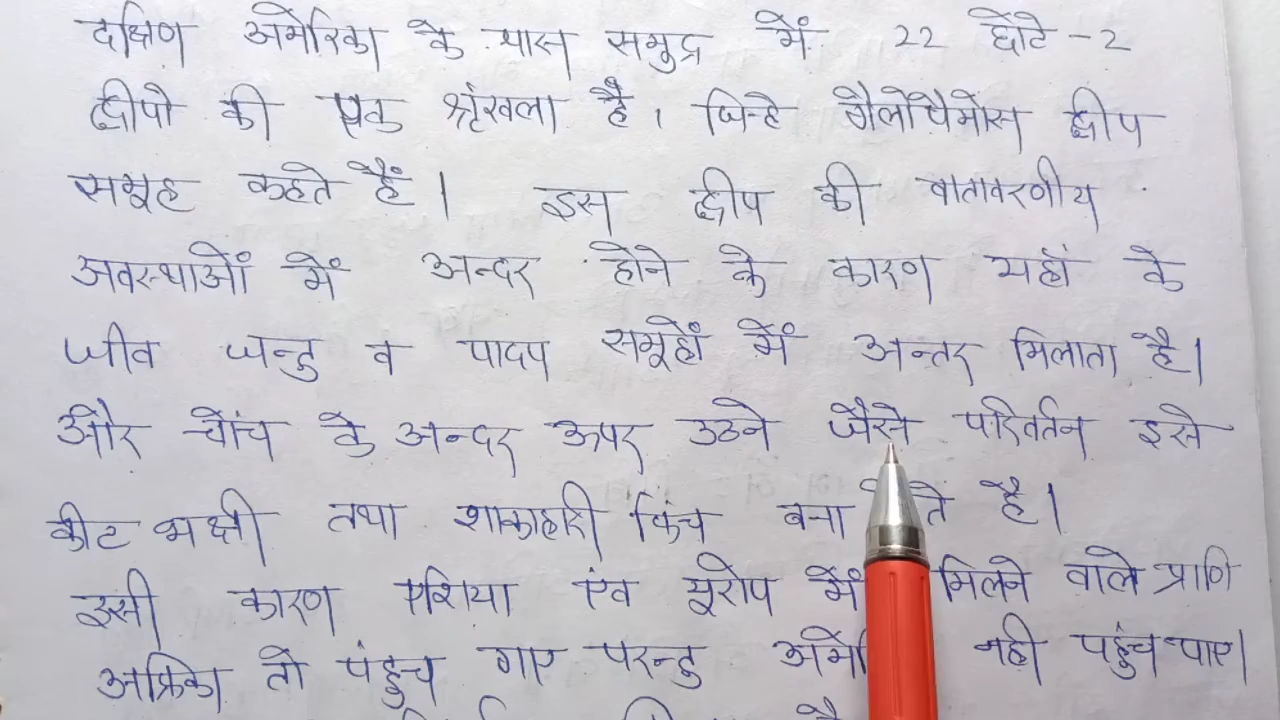 दक्षिण अमेरिका के पास समुद्र में 22 छोटे-2
द्वीपो की एक श्रृंखला है, जिन्हे गैलोपैगोस द्वीप
समूह कहते हैं। इस द्वीप की वातावरणीय
अवस्थाओं में अन्दर होने के कारण यहां के
जीव जन्तु व पादप समूहों में अन्तर मिलाता है।
और चोंच के अन्दर ऊपर उठने जैसे परिवर्तन इसे
कीट भक्षी तथा शाकाहारी फिंच बना ते है।
इसी कारण एशिया एंव यूरोप में मिलने वाले प्राणि
अफ्रिका तो पंहुच गए परन्तु नही पहुंच पाए।